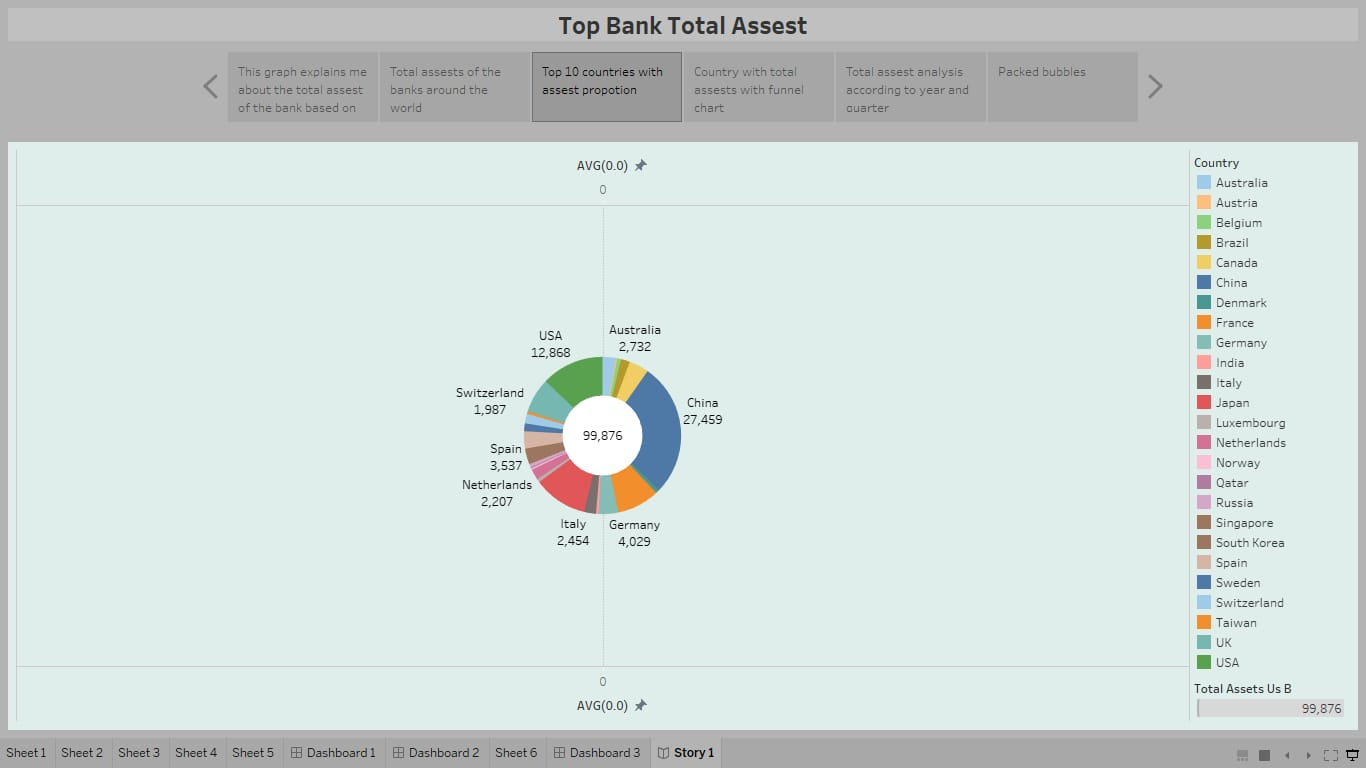 Top Bank Total Assest
This graph explains me
about the total assest
of the bank based on
Total assests of the
banks around the
world
Top 10 countries with
assest propotion
Country with total
assests with funnel
chart
Total assest analysis
according to year and
quarter
Packed bubbles
AVG(0.0)
0
USA
12,868
Australia
2,732
Switzerland
1,987
China
27,459
99,876
Spain
3,537
Netherlands
2,207
Italy
2,454
Germany
4,029
0
AVG(0.0)
Country
Australia
Austria
Belgium
Brazil
Canada
China
Denmark
France
Germany
India
Italy
Japan
Luxembourg
Netherlands
Norway
Qatar
Russia
Singapore
South Korea
Spain
Sweden
Switzerland
Taiwan
UK
USA
Total Assets Us B
99,876
Sheet 1 Sheet 2 Sheet 3 Sheet 4 Sheet 5 Dashboard 1 Dashboard 2 Sheet 6 Dashboard 3 Story 1